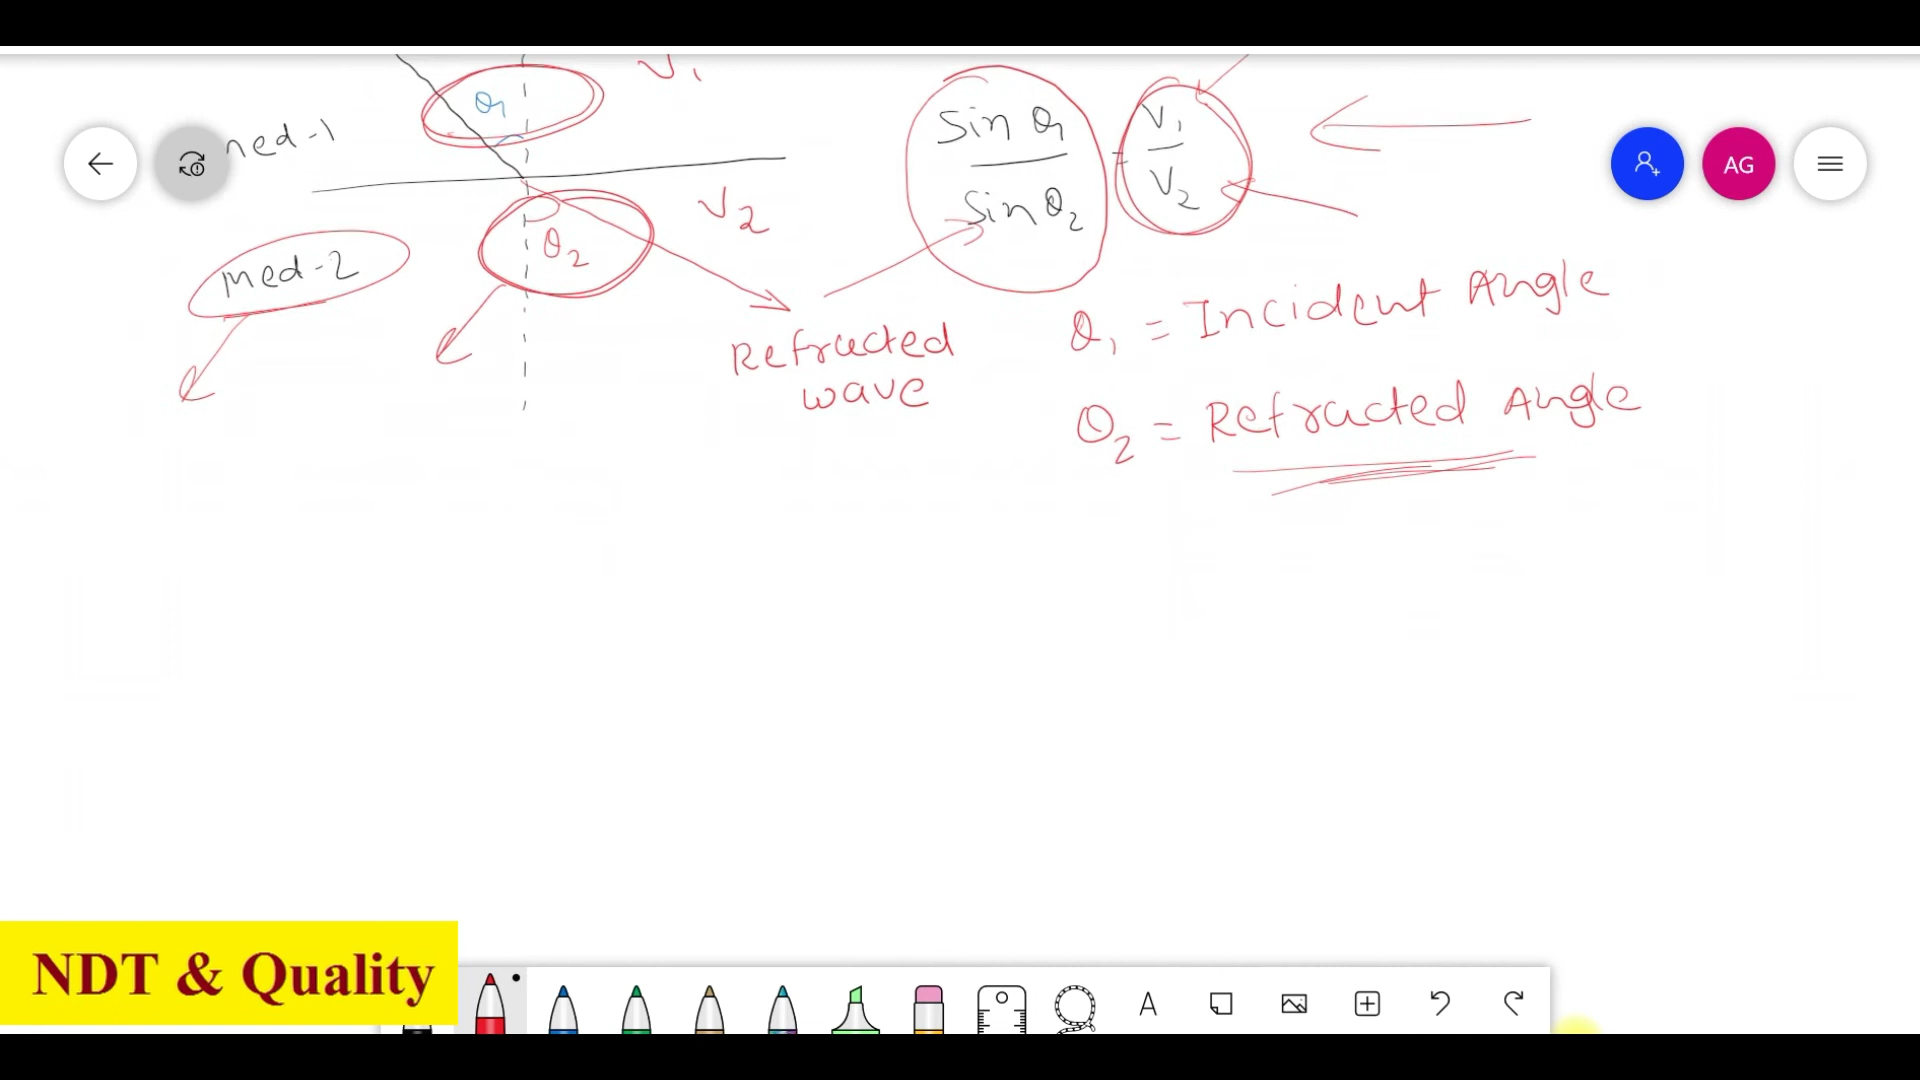 V1
θ1
med-1
Sin θ1
Sin θ2
=
V1
V2
V2
θ2
Med-2
Refracted
wave
θ1 = Incident Angle
θ2 = Refracted Angle
AG
NDT & Quality
A